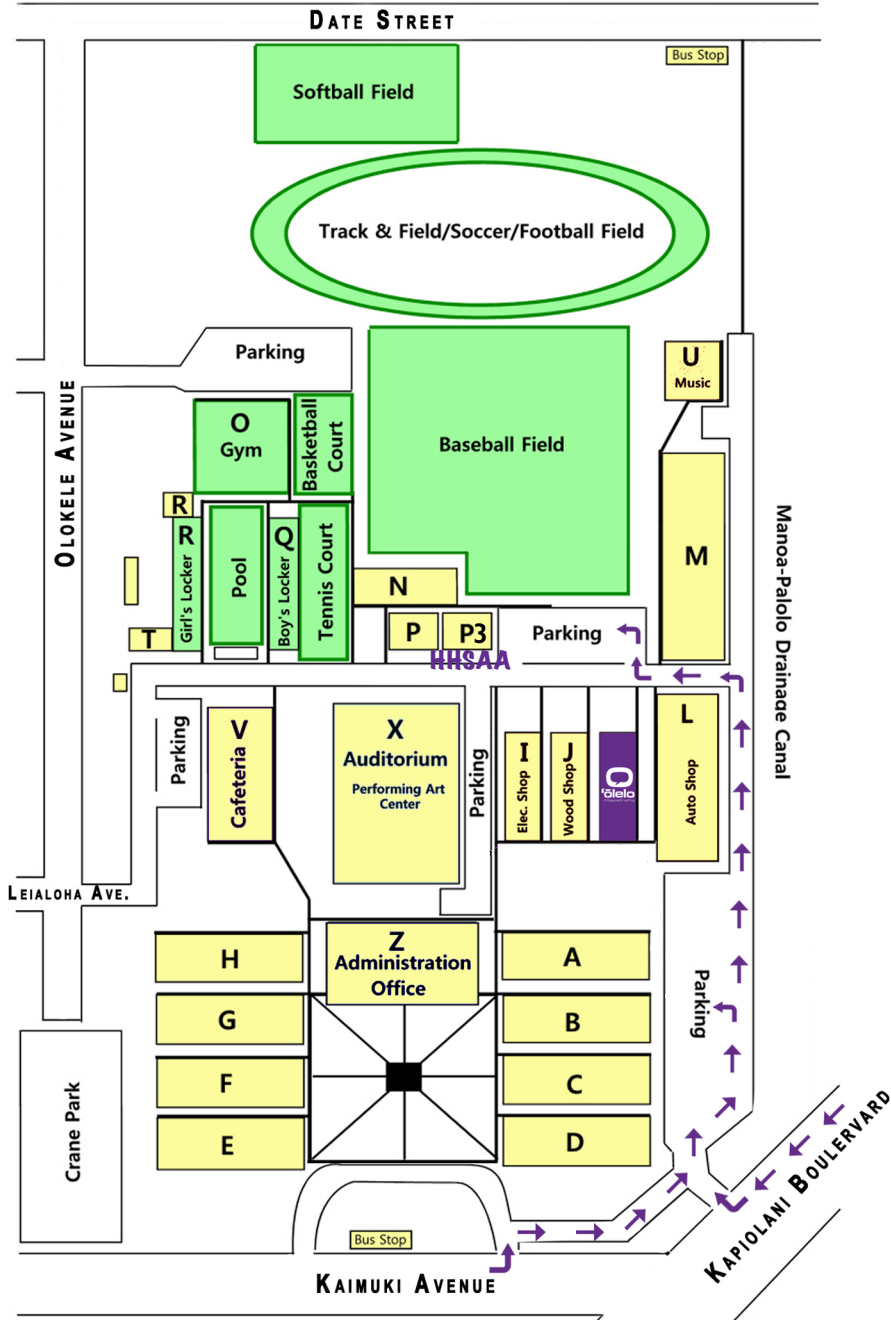 DATE STREET
Bus Stop
Softball Field
Track & Field/Soccer/Football Field
Parking
U
Music
OLOKELE AVENUE
O
Gym
Basketball
Court
Baseball Field
R
R
Girl's Locker
Pool
Q
Boy's Locker
Tennis Court
N
M
Manoa-Palolo Drainage Canal
T
P
P3
Parking
HHSAA
Parking
V
Cafeteria
X
Auditorium
Performing Art
Center
Parking
I
Elec. Shop
J
Wood Shop
'ōlelo
L
Auto Shop
LEIALOHA AVE.
Z
Administration
Office
H
A
G
B
Parking
F
C
E
D
Crane Park
Bus Stop
KAIMUKI AVENUE
KAPIOLANI BOULERVARD